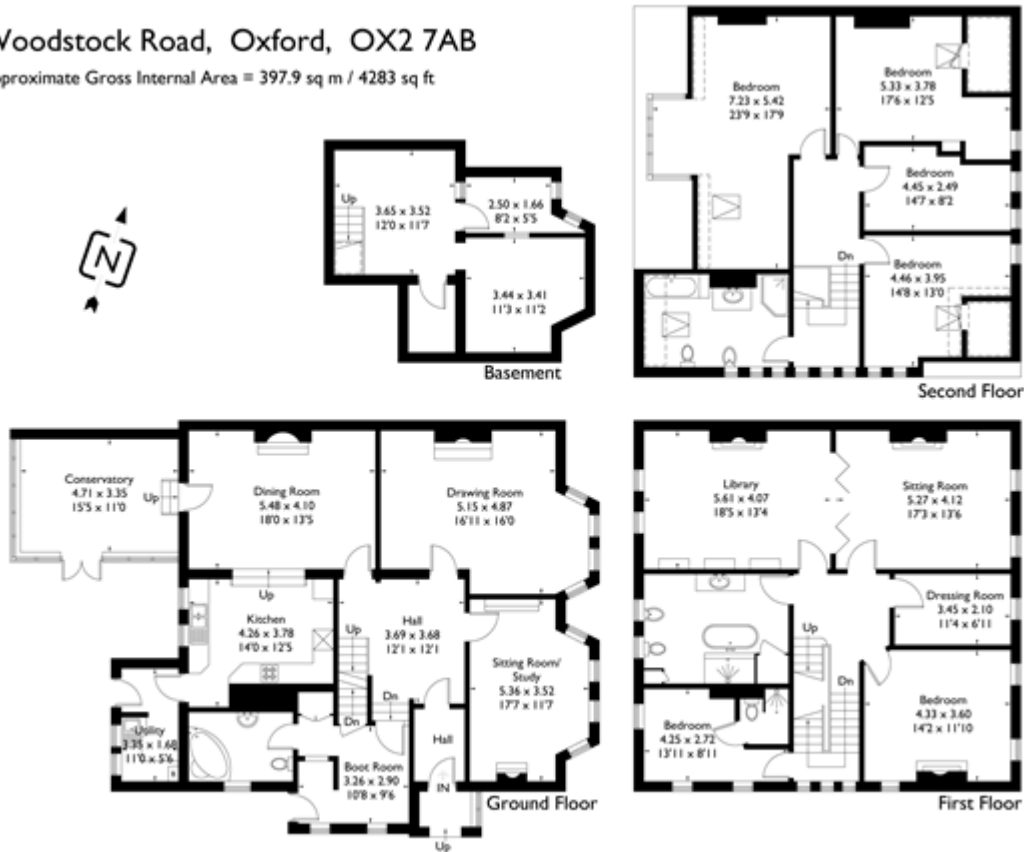 Woodstock Road, Oxford, OX2 7AB
pproximate Gross Internal Area = 397.9 sq m / 4283 sq ft
N
Up
3.65 x 3.52
12'0 x 11'7
2.50 x 1.66
8'2 x 5'5
3.44 x 3.41
11'3 x 11'2
Basement
Bedroom
7.23 x 5.42
23'9 x 17'9
Bedroom
5.33 x 3.78
17'6 x 12'5
Bedroom
4.45 x 2.49
14'7 x 8'2
Dn
Bedroom
4.46 x 3.95
14'8 x 13'0
Second Floor
Conservatory
4.71 x 3.35
15'5 x 11'0
Up
Dining Room
5.48 x 4.10
18'0 x 13'5
Drawing Room
5.15 x 4.87
16'11 x 16'0
Up
Kitchen
4.26 x 3.78
14'0 x 12'5
Up
Hall
3.69 x 3.68
12'1 x 12'1
Sitting Room/
Study
5.36 x 3.52
17'7 x 11'7
Dn
Dn
Hall
Utility
3.35 x 1.68
11'0 x 5'6
Boot Room
3.26 x 2.90
10'8 x 9'6
IN
Up
Ground Floor
Library
5.61 x 4.07
18'5 x 13'4
Sitting Room
5.27 x 4.12
17'3 x 13'6
Dressing Room
3.45 x 2.10
11'4 x 6'11
Up
Dn
Bedroom
4.25 x 2.72
13'11 x 8'11
Bedroom
4.33 x 3.60
14'2 x 11'10
First Floor